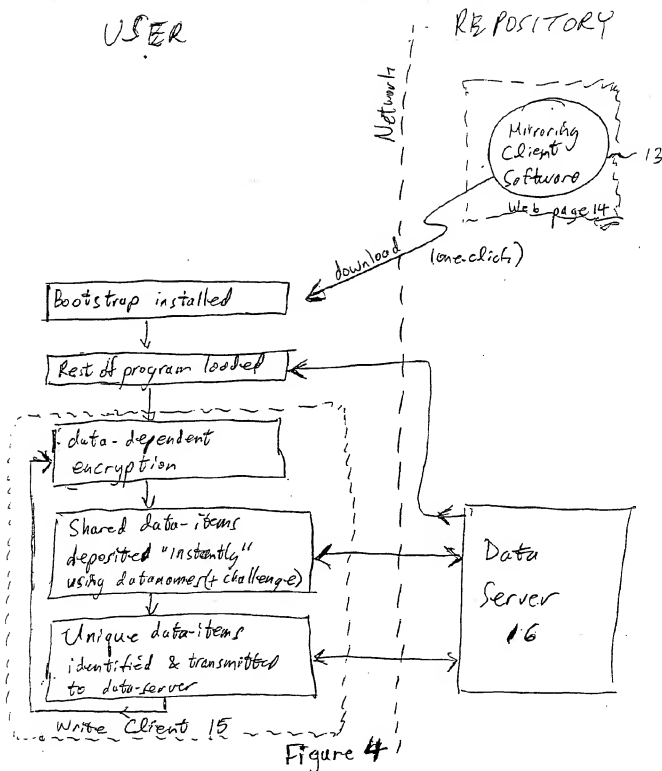 USER
REPOSITORY
Network
Mirroring
Client
Software
13
Web page 14
download
(one-click)
Bootstrap installed
Rest of program loaded
data-dependent
encryption
Shared data-items
deposited "instantly"
using datanames (+ challenge)
Unique data-items
identified & transmitted
to data-server
Write Client 15
Data
Server
16
Figure 4